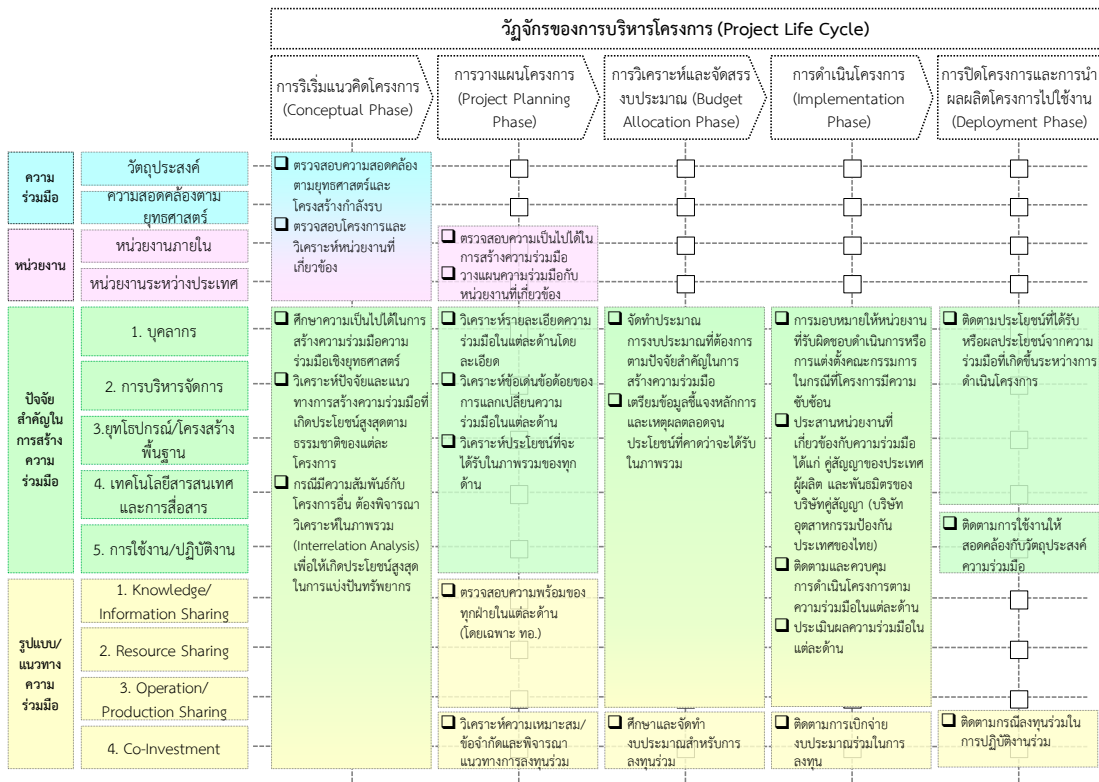 วัฏจักรของการบริหารโครงการ (Project Life Cycle)
การริเริ่มแนวคิดโครงการ
(Conceptual Phase)
การวางแผนโครงการ
(Project Planning
Phase)
การวิเคราะห์และจัดสรร
งบประมาณ (Budget
Allocation Phase)
การดำเนินโครงการ
(Implementation
Phase)
การปิดโครงการและการนำ
ผลผลิตโครงการไปใช้งาน
(Deployment Phase)
ความ
ร่วมมือ
วัตถุประสงค์
ความสอดคล้องตาม
ยุทธศาสตร์
ตรวจสอบความสอดคล้อง
ตามยุทธศาสตร์และ
โครงสร้างกำลังรบ
ตรวจสอบโครงการและ
วิเคราะห์หน่วยงานที่
เกี่ยวข้อง
หน่วยงาน
หน่วยงานภายใน
หน่วยงานระหว่างประเทศ
ตรวจสอบความเป็นไปได้ใน
การสร้างความร่วมมือ
วางแผนความร่วมมือกับ
หน่วยงานที่เกี่ยวข้อง
ปัจจัย
สำคัญใน
การสร้าง
ความ
ร่วมมือ
1. บุคลากร
2. การบริหารจัดการ
3.ยุทโธปกรณ์/โครงสร้าง
พื้นฐาน
4. เทคโนโลยีสารสนเทศ
และการสื่อสาร
5. การใช้งาน/ปฏิบัติงาน
ศึกษาความเป็นไปได้ในการ
สร้างความร่วมมือความ
ร่วมมือเชิงยุทธศาสตร์
วิเคราะห์ปัจจัยและแนว
ทางการสร้างความร่วมมือที่
เกิดประโยชน์สูงสุดตาม
ธรรมชาติของแต่ละ
โครงการ
กรณีมีความสัมพันธ์กับ
โครงการอื่น ต้องพิจารณา
วิเคราะห์ในภาพรวม
(Interrelation Analysis)
เพื่อให้เกิดประโยชน์สูงสุด
ในการแบ่งปันทรัพยากร
วิเคราะห์รายละเอียดความ
ร่วมมือในแต่ละด้านโดย
ละเอียด
วิเคราะห์ข้อเด่นข้อด้อยของ
การแลกเปลี่ยนความ
ร่วมมือในแต่ละด้าน
วิเคราะห์ประโยชน์ที่จะ
ได้รับในภาพรวมของทุก
ด้าน
จัดทำประมาณ
การงบประมาณที่ต้องการ
ตามปัจจัยสำคัญในการ
สร้างความร่วมมือ
เตรียมข้อมูลชี้แจงหลักการ
และเหตุผลตลอดจน
ประโยชน์ที่คาดว่าจะได้รับ
ในภาพรวม
การมอบหมายให้หน่วยงาน
ที่รับผิดชอบดำเนินการหรือ
การแต่งตั้งคณะกรรมการ
ในกรณีที่โครงการมีความ
ซับซ้อน
ประสานหน่วยงานที่
เกี่ยวข้องกับความร่วมมือ
ได้แก่ คู่สัญญาของประเทศ
ผู้ผลิต และพันธมิตรของ
บริษัทคู่สัญญา (บริษัท
อุตสาหกรรมป้องกัน
ประเทศของไทย)
ติดตามและควบคุม
การดำเนินโครงการตาม
ความร่วมมือในแต่ละด้าน
ประเมินผลความร่วมมือใน
แต่ละด้าน
ติดตามประโยชน์ที่ได้รับ
หรือผลประโยชน์จากความ
ร่วมมือที่เกิดขึ้นระหว่างการ
ดำเนินโครงการ
ติดตามการใช้งานให้
สอดคล้องกับวัตถุประสงค์
ความร่วมมือ
รูปแบบ/
แนวทาง
ความ
ร่วมมือ
1. Knowledge/
Information Sharing
2. Resource Sharing
3. Operation/
Production Sharing
4. Co-Investment
ตรวจสอบความพร้อมของ
ทุกฝ่ายในแต่ละด้าน
(โดยเฉพาะ ทอ.)
วิเคราะห์ความเหมาะสม/
ข้อจำกัดและพิจารณา
แนวทางการลงทุนร่วม
ศึกษาและจัดทำ
งบประมาณสำหรับการ
ลงทุนร่วม
ติดตามการเบิกจ่าย
งบประมาณร่วมในการ
ลงทุน
ติดตามกรณีลงทุนร่วมใน
การปฏิบัติงานร่วม